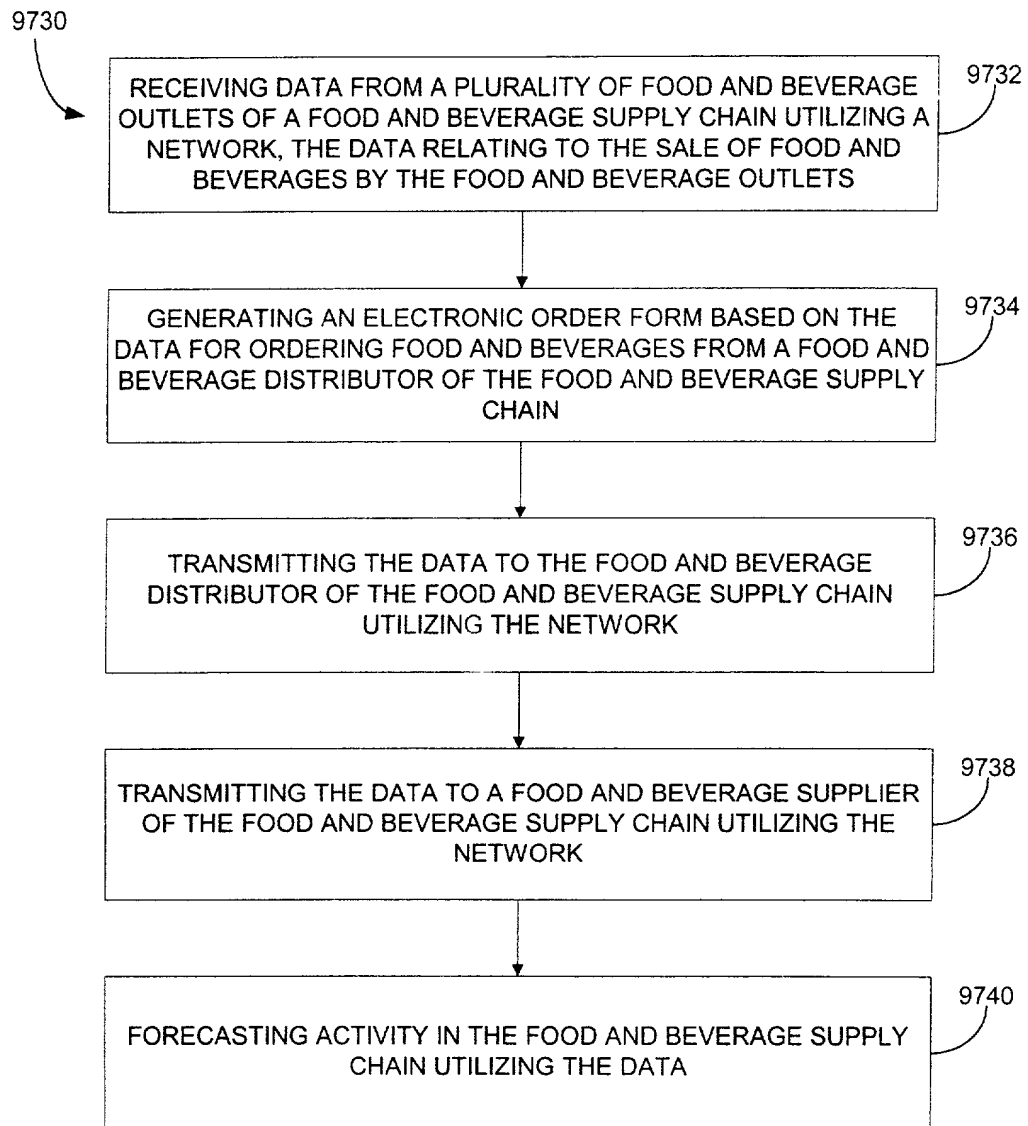 9730
9732
RECEIVING DATA FROM A PLURALITY OF FOOD AND BEVERAGE
OUTLETS OF A FOOD AND BEVERAGE SUPPLY CHAIN UTILIZING A
NETWORK, THE DATA RELATING TO THE SALE OF FOOD AND
BEVERAGES BY THE FOOD AND BEVERAGE OUTLETS
9734
GENERATING AN ELECTRONIC ORDER FORM BASED ON THE
DATA FOR ORDERING FOOD AND BEVERAGES FROM A FOOD AND
BEVERAGE DISTRIBUTOR OF THE FOOD AND BEVERAGE SUPPLY
CHAIN
9736
TRANSMITTING THE DATA TO THE FOOD AND BEVERAGE
DISTRIBUTOR OF THE FOOD AND BEVERAGE SUPPLY CHAIN
UTILIZING THE NETWORK
9738
TRANSMITTING THE DATA TO A FOOD AND BEVERAGE SUPPLIER
OF THE FOOD AND BEVERAGE SUPPLY CHAIN UTILIZING THE
NETWORK
9740
FORECASTING ACTIVITY IN THE FOOD AND BEVERAGE SUPPLY
CHAIN UTILIZING THE DATA